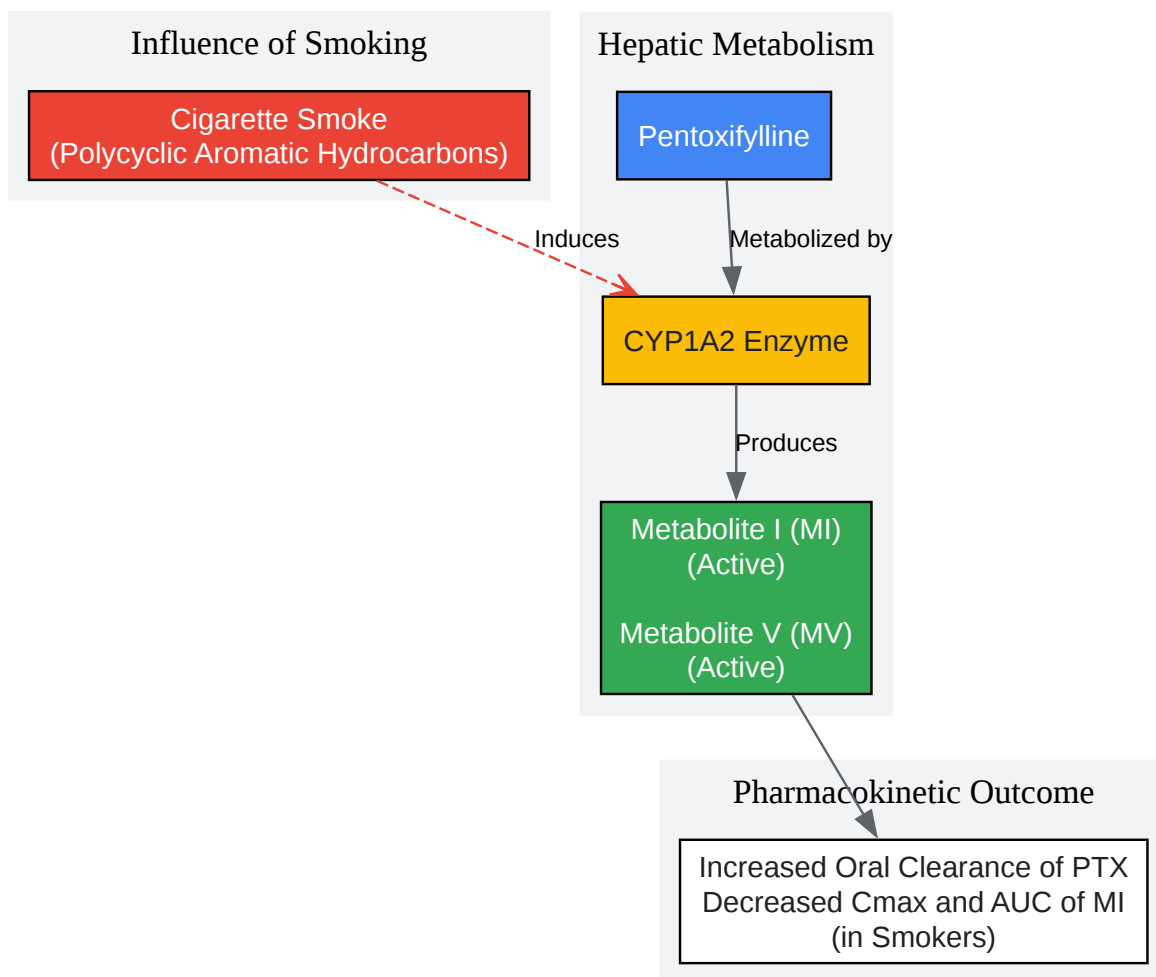 Influence of Smoking
Cigarette Smoke
(Polycyclic Aromatic Hydrocarbons)
Hepatic Metabolism
Pentoxifylline
Induces
Metabolized by
CYP1A2 Enzyme
Produces
Metabolite I (MI)
(Active)
Metabolite V (MV)
(Active)
Pharmacokinetic Outcome
Increased Oral Clearance of PTX
Decreased Cmax and AUC of MI
(in Smokers)